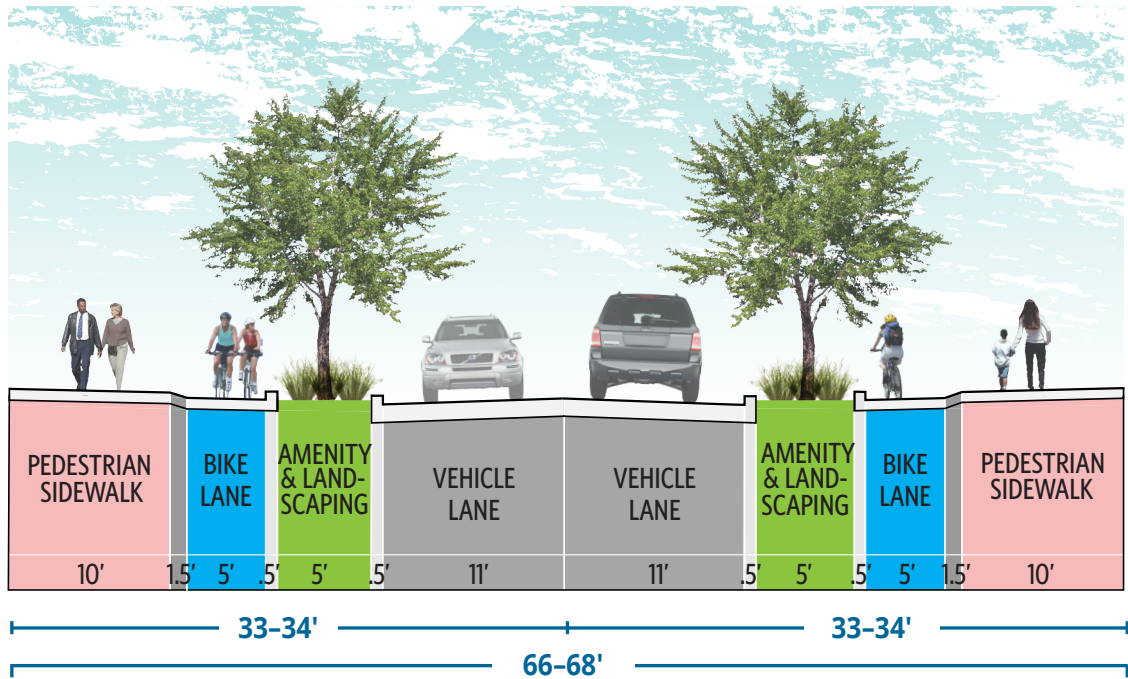 PEDESTRIAN
SIDEWALK
BIKE
LANE
AMENITY
& LAND-
SCAPING
VEHICLE
LANE
VEHICLE
LANE
AMENITY
& LAND-
SCAPING
BIKE
LANE
PEDESTRIAN
SIDEWALK
10′ 1.5′ 5′ .5′ 5′ .5′ 11′ 11′ .5′ 5′ .5′ 5′ 1.5′ 10′
33–34' 33–34'
66–68'